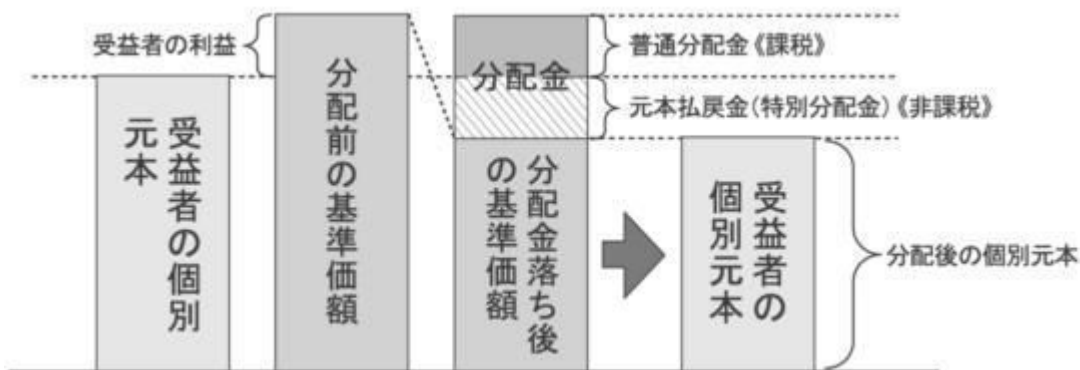 受益者の利益
受益者の個別
元本
分配前の基準価額
分配金
分配金落ち後
の基準価額
普通分配金《課税》
元本払戻金(特別分配金)《非課税》
受益者の
個別元本
分配後の個別元本